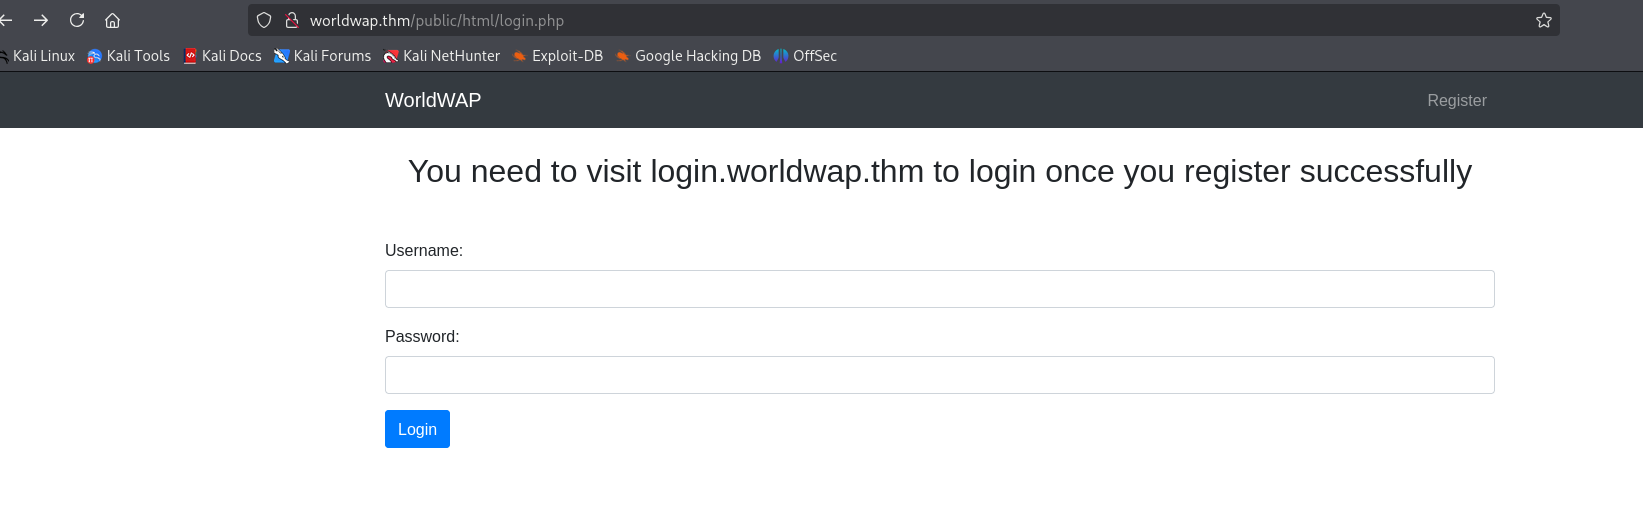 worldwap.thm/public/html/login.php
Kali Linux Kali Tools Kali Docs Kali Forums Kali NetHunter Exploit-DB Google Hacking DB OffSec
WorldWAP Register
You need to visit login.worldwap.thm to login once you register successfully
Username:
Password:
Login